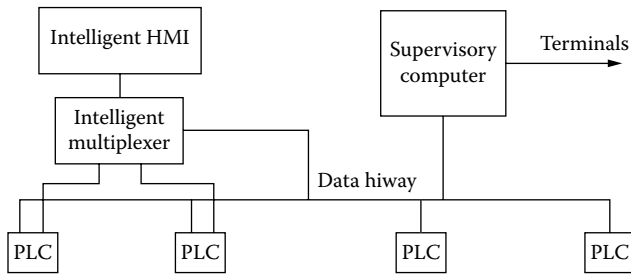 Intelligent HMI
Supervisory
computer
Terminals
Intelligent
multiplexer
Data hiway
PLC
PLC
PLC
PLC